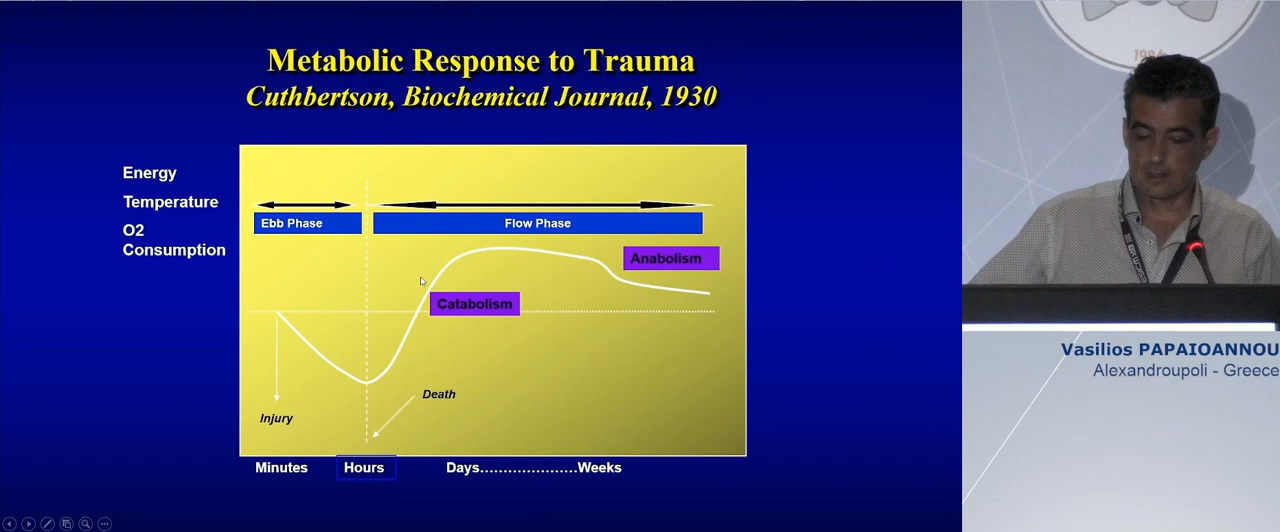 Metabolic Response to Trauma
Cuthbertson, Biochemical Journal, 1930
Energy
Temperature
O2
Consumption
Ebb Phase
Flow Phase
Anabolism
Catabolism
Injury
Death
Minutes
Hours
Days.....................Weeks
1984
Vasilios PAPAIOANNOU
Alexandroupoli - Greece